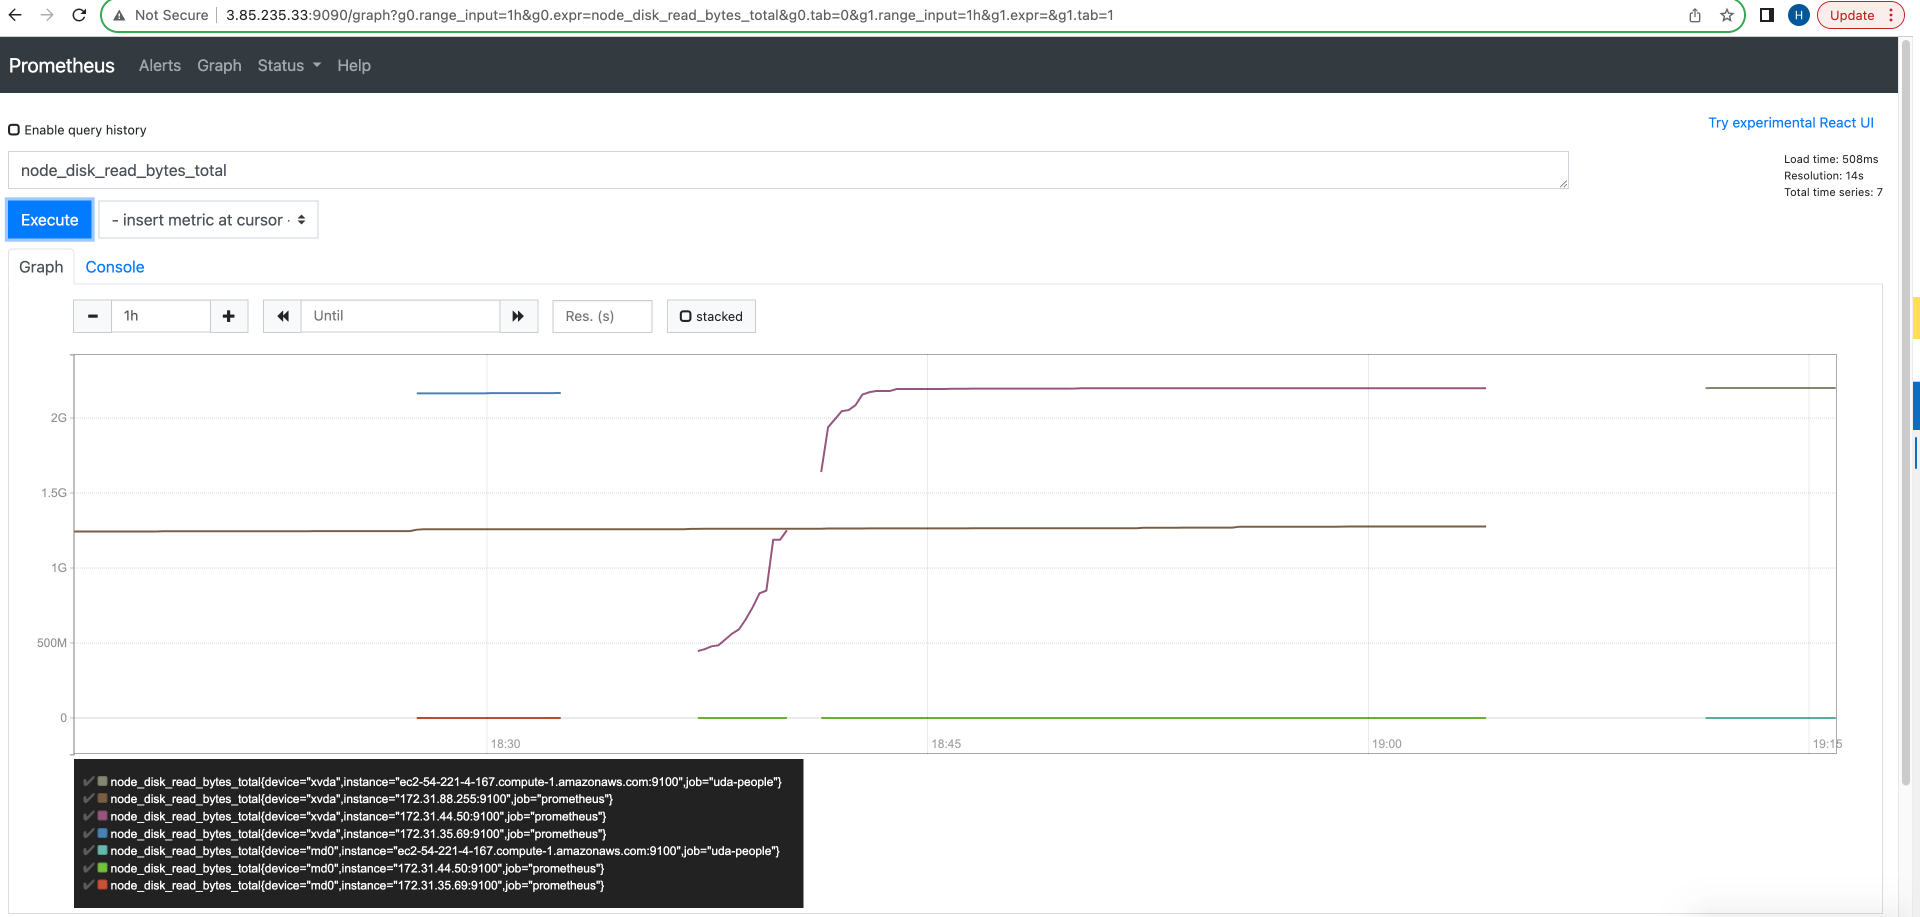 Not Secure 3.85.235.33:9090/graph?g0.range_input=1h&g0.expr=node_disk_read_bytes_total&g0.tab=0&g1.range_input=1h&g1.expr=&g1.tab=1 H Update
Prometheus Alerts Graph Status Help
Enable query history
Try experimental React UI
node_disk_read_bytes_total
Load time: 508ms
Resolution: 14s
Total time series: 7
Execute - insert metric at cursor -
Graph Console
1h Until Res. (s) stacked
2G
1.5G
1G
500M
0
18:30 18:45 19:00 19:15
node_disk_read_bytes_total{device="xvda",instance="ec2-54-221-4-167.compute-1.amazonaws.com:9100",job="uda-people"}
node_disk_read_bytes_total{device="xvda",instance="172.31.88.255:9100",job="prometheus"}
node_disk_read_bytes_total{device="xvda",instance="172.31.44.50:9100",job="prometheus"}
node_disk_read_bytes_total{device="xvda",instance="172.31.35.69:9100",job="prometheus"}
node_disk_read_bytes_total{device="md0",instance="ec2-54-221-4-167.compute-1.amazonaws.com:9100",job="uda-people"}
node_disk_read_bytes_total{device="md0",instance="172.31.44.50:9100",job="prometheus"}
node_disk_read_bytes_total{device="md0",instance="172.31.35.69:9100",job="prometheus"}